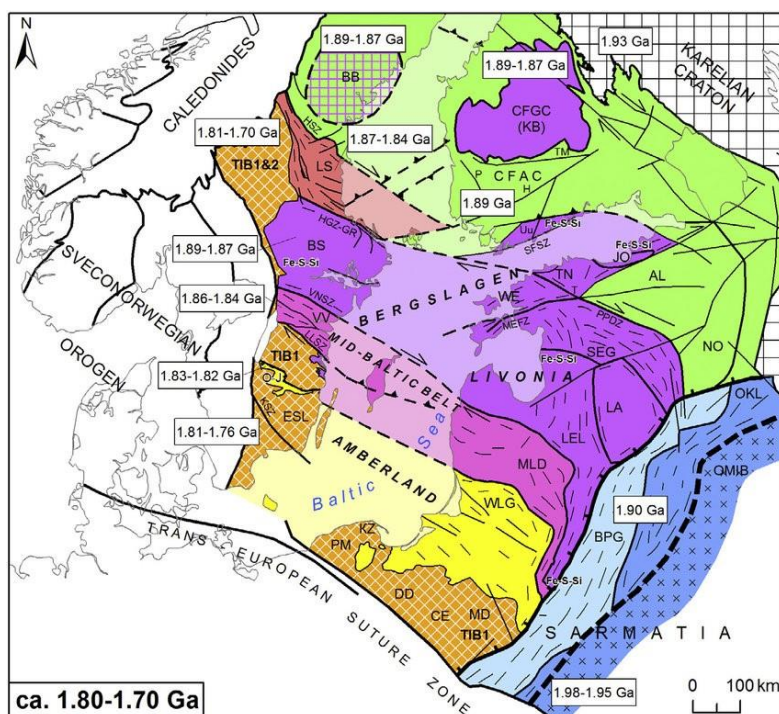 N
CALEDONIDES
1.89-1.87 Ga
BB
1.93 Ga
KARELIAN
CRATON
1.89-1.87 Ga
CFGC
(KB)
HSZ
1.81-1.70 Ga
1.87-1.84 Ga
TIB1&2
LS
TM
P
CFAC
H
1.89 Ga
HGZ-GR
Uu
Fe-S-Si
SFSZ
Fe-S-Si
JO
1.89-1.87 Ga
BS
Fe-S-Si
SVECONORWEGIAN
OROGEN
BERGSLAGEN
TN
AL
WE
T
1.86-1.84 Ga
VNSZ
VV
MEFZ
PPDZ
LLSZ
MID-BALTIC BELT
TIB1
Fe-S-Si
SEG
NO
1.83-1.82 Ga
O-J
LIVONIA
LA
OKL
KSZ
ESL
LEL
1.81-1.76 Ga
AMBERLAND
Sea
MLD
OMIB
Baltic
WLG
1.90 Ga
BPG
TRANS-EUROPEAN SUTURE ZONE
KZ
PM
DD
CE
MD
TIB1
Fe-S-Si
SARMATIA
1.98-1.95 Ga
ca. 1.80-1.70 Ga
0 100 km